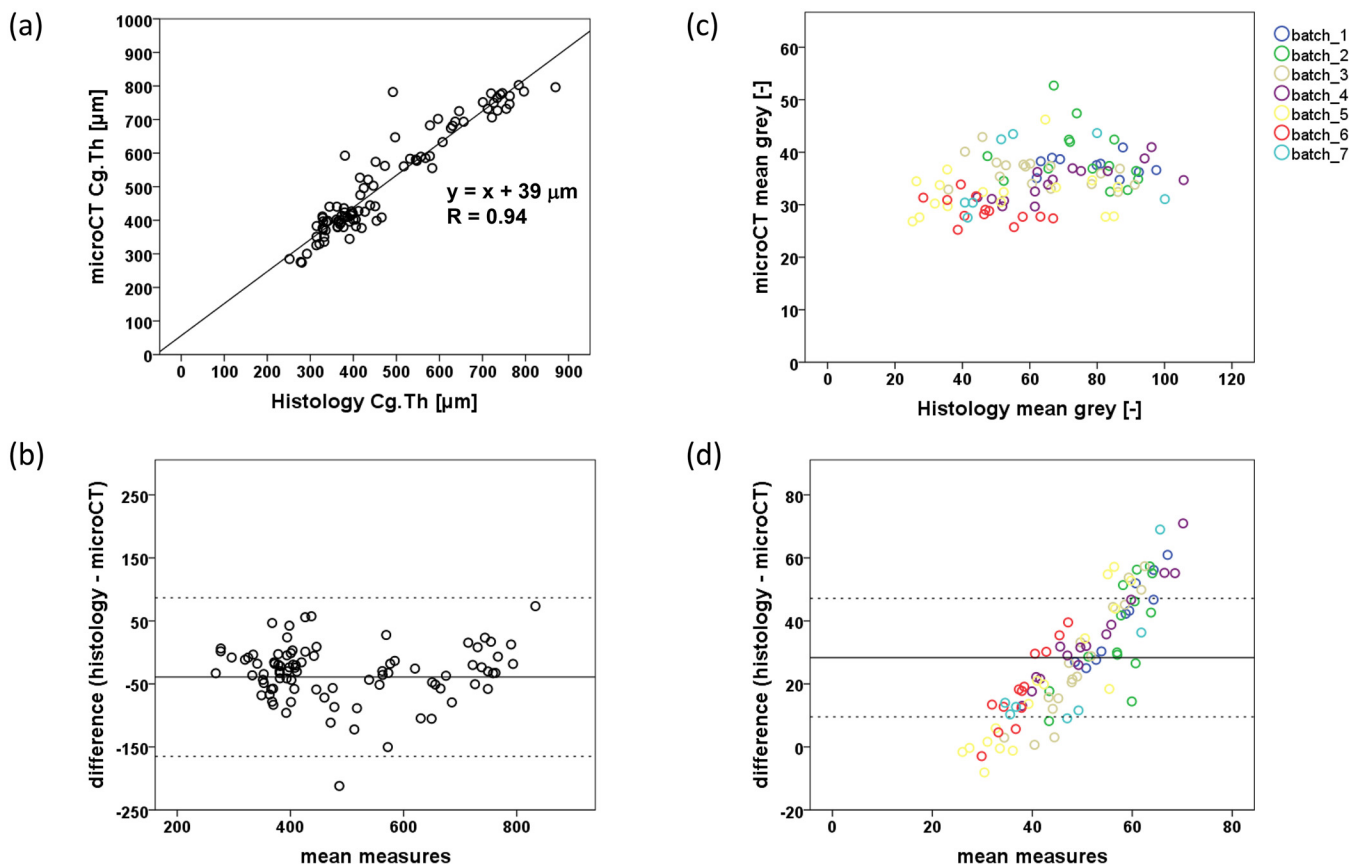 (a)
1000
900
800
700
600
500
400
300
200
100
0
microCT Cg.Th [µm]
y = x + 39 µm
R = 0.94
0 100 200 300 400 500 600 700 800 900
Histology Cg.Th [µm]
(c)
60
50
40
30
20
10
0
microCT mean grey [-]
0 20 40 60 80 100 120
Histology mean grey [-]
batch_1
batch_2
batch_3
batch_4
batch_5
batch_6
batch_7
(b)
250
150
50
-50
-150
-250
difference (histology - microCT)
200 400 600 800
mean measures
(d)
80
60
40
20
0
-20
difference (histology - microCT)
0 20 40 60 80
mean measures